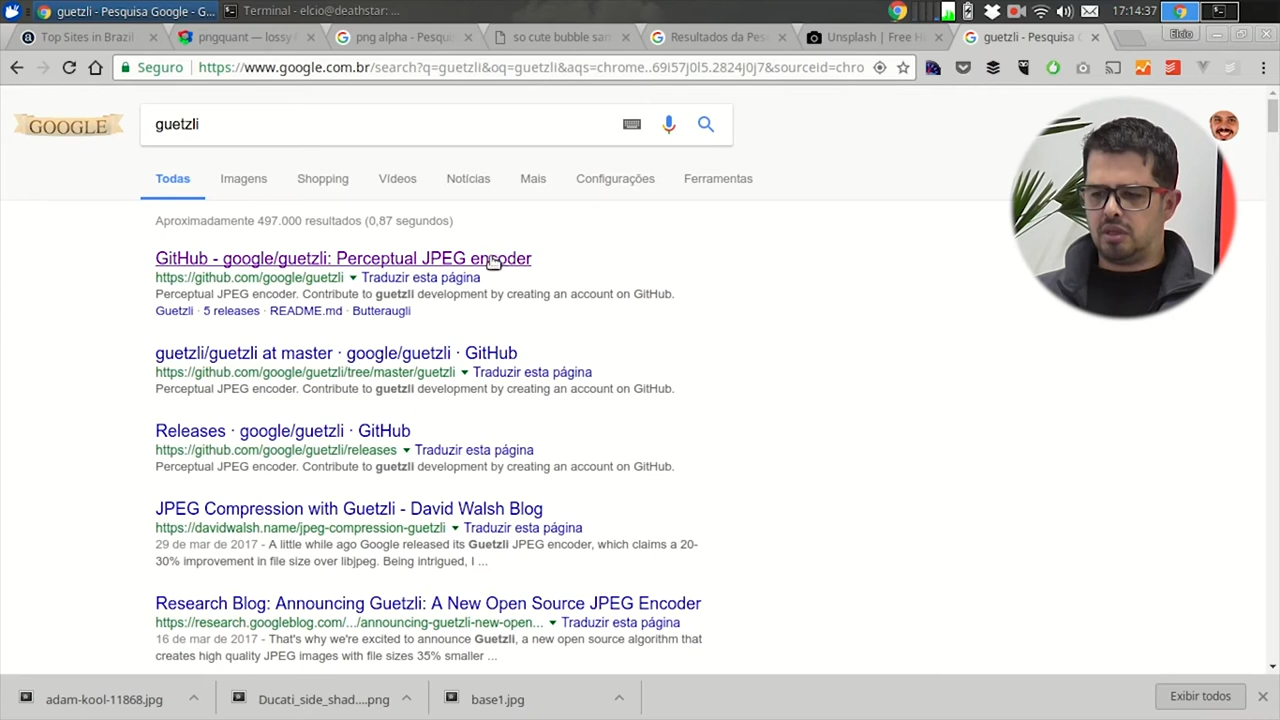 guetzli - Pesquisa Google - G...
Terminal - elcio@deathstar: ...
17:14:37
Top Sites in Brazil
pngquant — lossy
png alpha - Pesqui
so cute bubble sam
Resultados da Pes
Unsplash | Free Hi
guetzli - Pesquisa G
Elcio
Seguro
https://www.google.com.br/search?q=guetzli&oq=guetzli&aqs=chrome..69i57j0l5.2824j0j7&sourceid=chro
GOOGLE
guetzli
Todas
Imagens
Shopping
Vídeos
Notícias
Mais
Configurações
Ferramentas
Aproximadamente 497.000 resultados (0,87 segundos)
GitHub - google/guetzli: Perceptual JPEG encoder
https://github.com/google/guetzli Traduzir esta página
Perceptual JPEG encoder. Contribute to guetzli development by creating an account on GitHub.
Guetzli · 5 releases · README.md · Butteraugli
guetzli/guetzli at master · google/guetzli · GitHub
https://github.com/google/guetzli/tree/master/guetzli Traduzir esta página
Perceptual JPEG encoder. Contribute to guetzli development by creating an account on GitHub.
Releases · google/guetzli · GitHub
https://github.com/google/guetzli/releases Traduzir esta página
Perceptual JPEG encoder. Contribute to guetzli development by creating an account on GitHub.
JPEG Compression with Guetzli - David Walsh Blog
https://davidwalsh.name/jpeg-compression-guetzli Traduzir esta página
29 de mar de 2017 - A little while ago Google released its Guetzli JPEG encoder, which claims a 20-
30% improvement in file size over libjpeg. Being intrigued, I ...
Research Blog: Announcing Guetzli: A New Open Source JPEG Encoder
https://research.googleblog.com/.../announcing-guetzli-new-open... Traduzir esta página
16 de mar de 2017 - That's why we're excited to announce Guetzli, a new open source algorithm that
creates high quality JPEG images with file sizes 35% smaller ...
adam-kool-11868.jpg
Ducati_side_shad....png
base1.jpg
Exibir todos